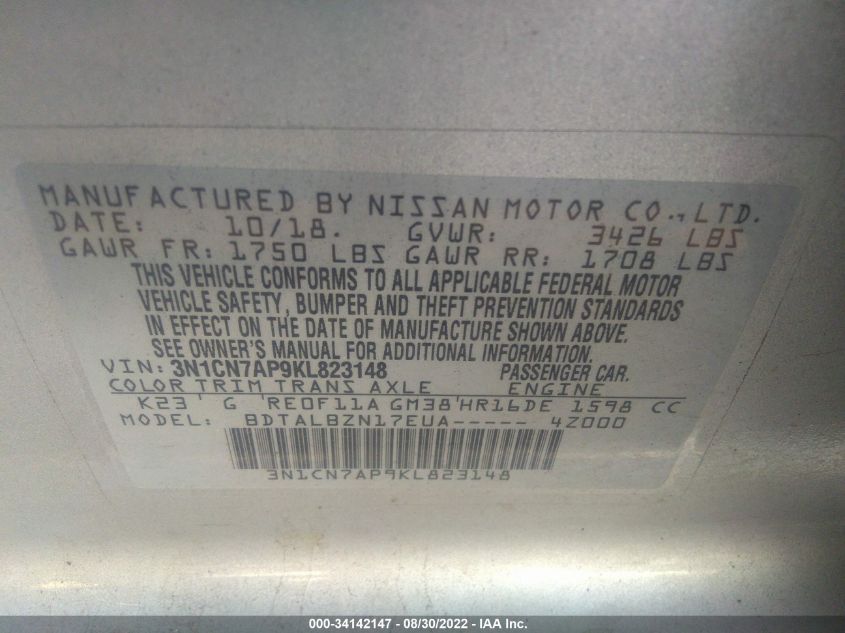 MANUFACTURED BY NISSAN MOTOR CO., LTD.
DATE: 10/18. GVWR: 3426 LBS
GAWR FR: 1750 LBS GAWR RR: 1708 LBS
THIS VEHICLE CONFORMS TO ALL APPLICABLE FEDERAL MOTOR
VEHICLE SAFETY, BUMPER AND THEFT PREVENTION STANDARDS
IN EFFECT ON THE DATE OF MANUFACTURE SHOWN ABOVE.
SEE OWNER'S MANUAL FOR ADDITIONAL INFORMATION.
VIN: 3N1CN7AP9KL823148 PASSENGER CAR.
COLOR TRIM TRANS AXLE ENGINE
K23 ' G 'RE0F11A GM38'HR16DE 1598 CC
MODEL: BDTALBZN17EUA----- 4Z000
3N1CN7AP9KL823148
000-34142147 - 08/30/2022 - IAA Inc.